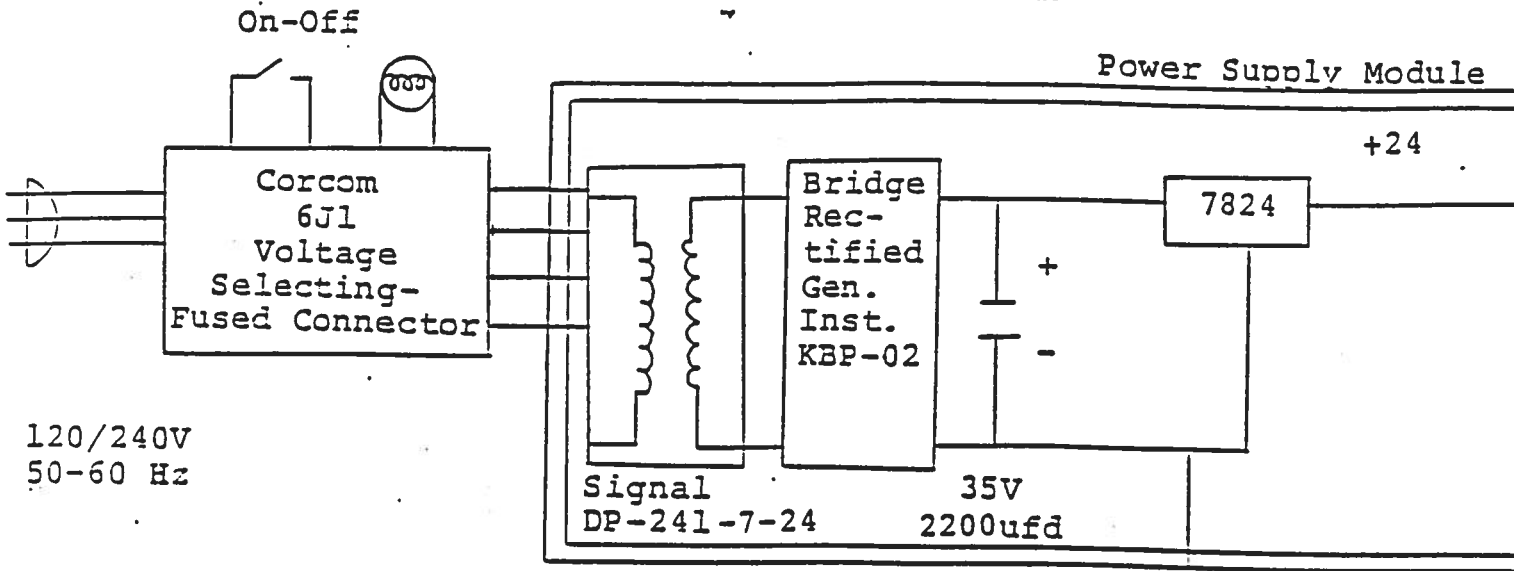 On-Off
Power Supply Module
+24
Corcom
6J1
Voltage
Selecting-
Fused Connector
Bridge
Rec-
tified
Gen.
Inst.
KBP-02
7824
+
-
120/240V
50-60 Hz
Signal
DP-241-7-24
35V
2200ufd